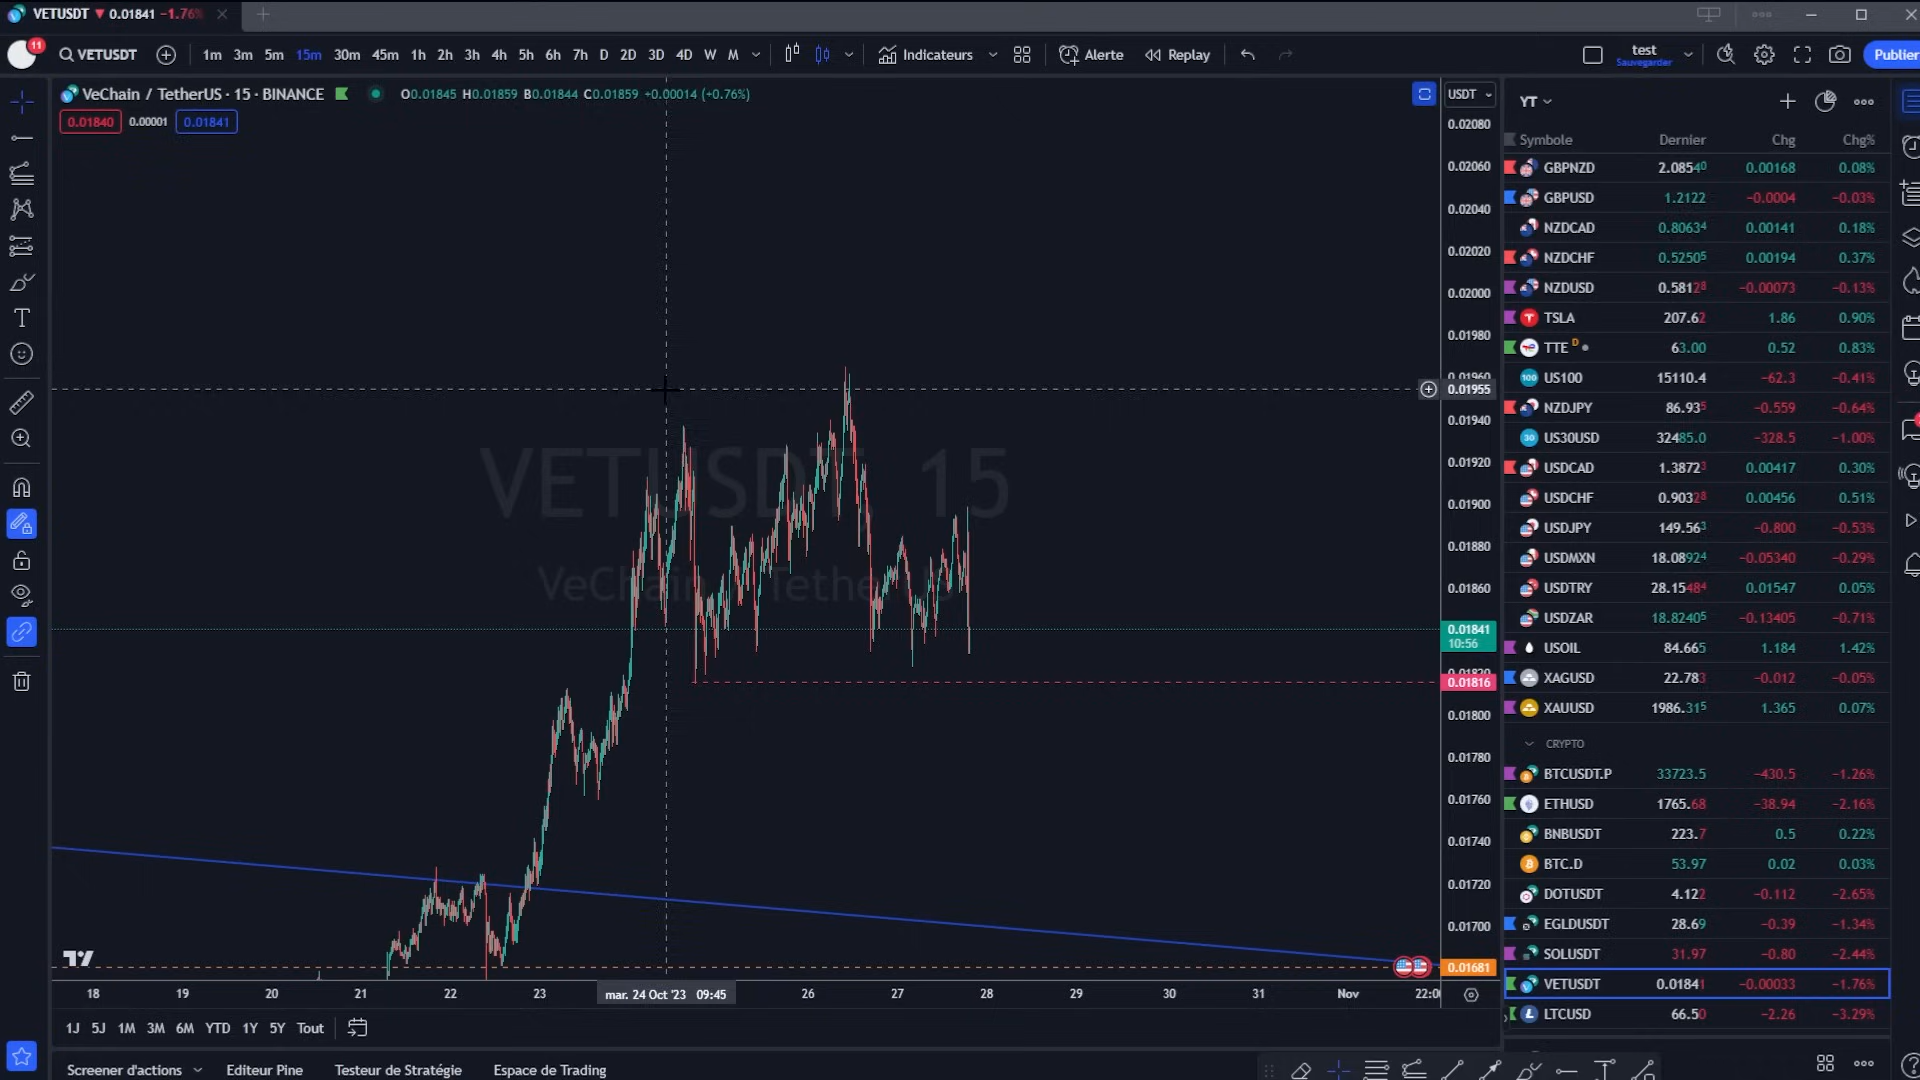 VETUSDT ▼ 0.01841 −1.76%
11 VETUSDT 1m 3m 5m 15m 30m 45m 1h 2h 3h 4h 5h 6h 7h D 2D 3D 4D W M Indicateurs Alerte Replay test Sauvegarder Publier
VeChain / TetherUS · 15 · BINANCE O0.01845 H0.01859 B0.01844 C0.01859 +0.00014 (+0.76%)
0.01840 0.00001 0.01841
VETUSDT, 15
VeChain / TetherUS
USDT
0.02080
0.02060
0.02040
0.02020
0.02000
0.01980
0.01960
0.01955
0.01940
0.01920
0.01900
0.01880
0.01860
0.01841
10:56
0.01820
0.01816
0.01800
0.01780
0.01760
0.01740
0.01720
0.01700
0.01681
18 19 20 21 22 23 mar. 24 Oct '23 09:45 26 27 28 29 30 31 Nov 22:0
1J 5J 1M 3M 6M YTD 1Y 5Y Tout
Screener d'actions Editeur Pine Testeur de Stratégie Espace de Trading
YT
Symbole Dernier Chg Chg%
GBPNZD 2.08540 0.00168 0.08%
GBPUSD 1.2122 −0.0004 −0.03%
NZDCAD 0.80634 0.00141 0.18%
NZDCHF 0.52505 0.00194 0.37%
NZDUSD 0.58128 −0.00073 −0.13%
TSLA 207.62 1.86 0.90%
TTE D 63.00 0.52 0.83%
100 US100 15110.4 −62.3 −0.41%
NZDJPY 86.935 −0.559 −0.64%
30 US30USD 32485.0 −328.5 −1.00%
USDCAD 1.38723 0.00417 0.30%
USDCHF 0.90328 0.00456 0.51%
USDJPY 149.563 −0.800 −0.53%
USDMXN 18.08924 −0.05340 −0.29%
USDTRY 28.15484 0.01547 0.05%
USDZAR 18.82405 −0.13405 −0.71%
USOIL 84.665 1.184 1.42%
XAGUSD 22.783 −0.012 −0.05%
XAUUSD 1986.315 1.365 0.07%
CRYPTO
BTCUSDT.P 33723.5 −430.5 −1.26%
ETHUSD 1765.68 −38.94 −2.16%
BNBUSDT 223.7 0.5 0.22%
BTC.D 53.97 0.02 0.03%
DOTUSDT 4.122 −0.112 −2.65%
EGLDUSDT 28.69 −0.39 −1.34%
SOLUSDT 31.97 −0.80 −2.44%
VETUSDT 0.01841 −0.00033 −1.76%
LTCUSD 66.50 −2.26 −3.29%